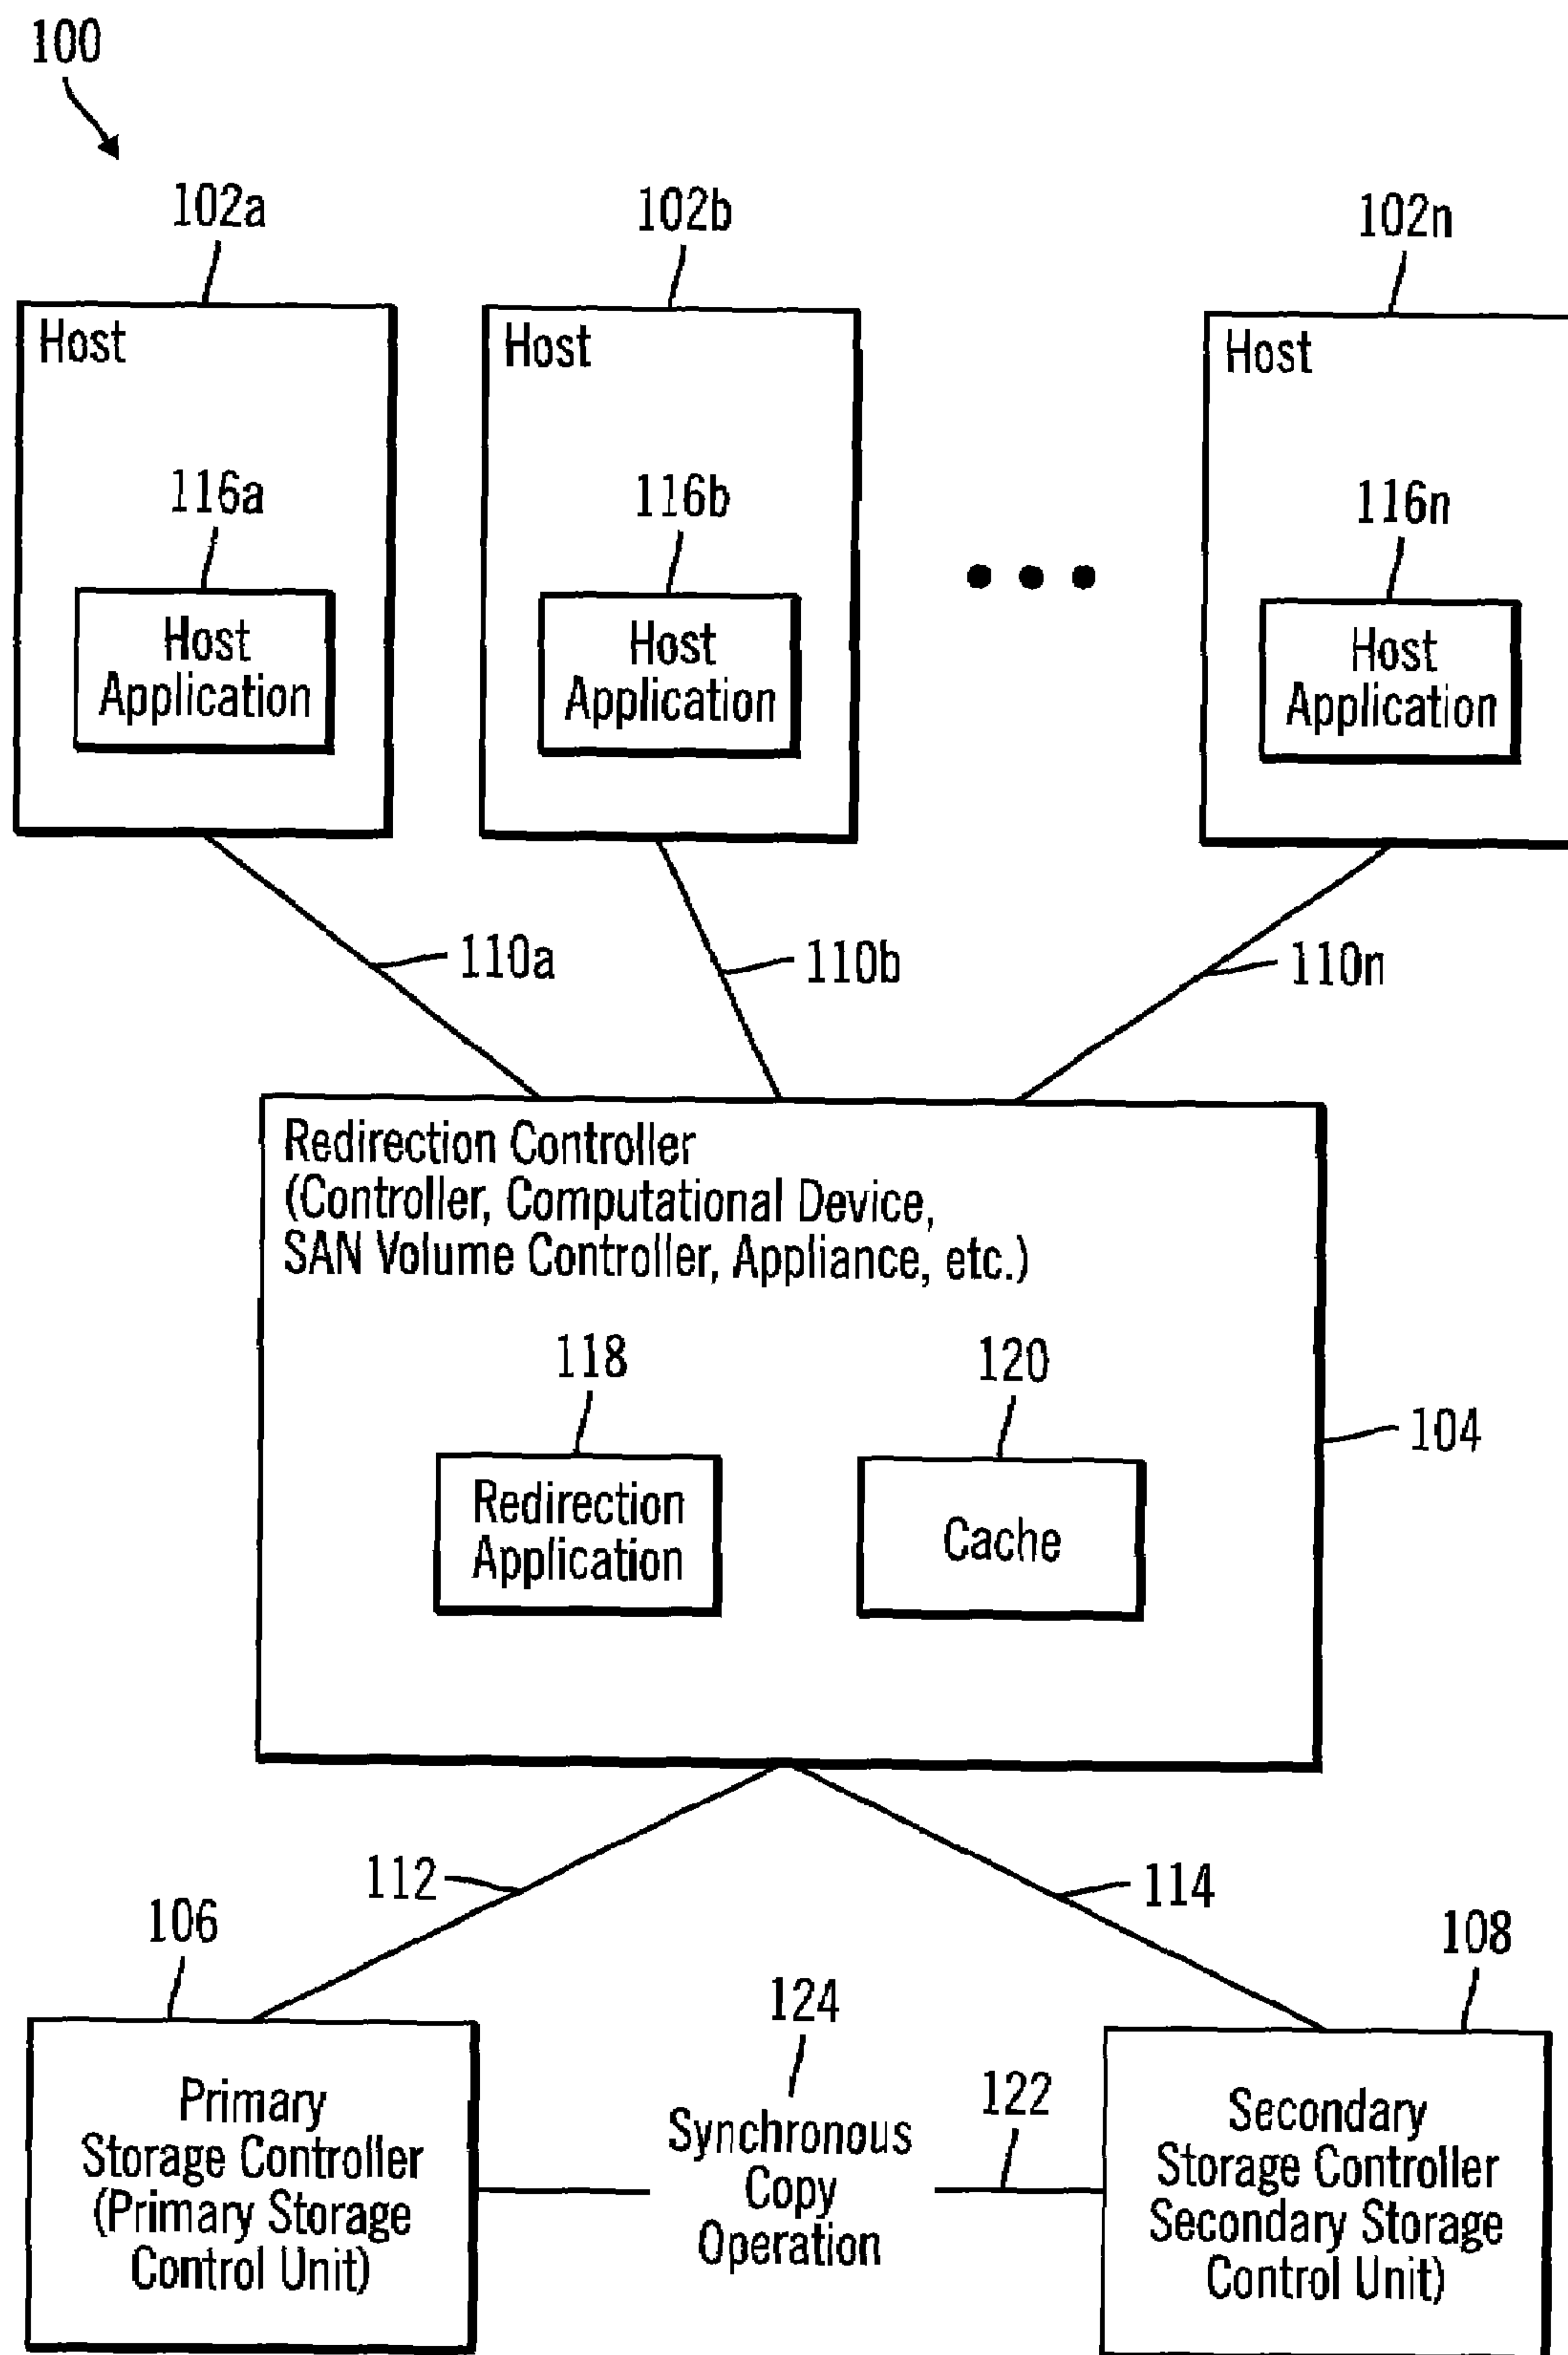 100
102a
102b
102n
Host
Host
Host
116a
116b
116n
Host
Application
Host
Application
Host
Application
110a
110b
110n
Redirection Controller
(Controller, Computational Device,
SAN Volume Controller, Appliance, etc.)
118
120
104
Redirection
Application
Cache
112
114
106
108
124
122
Primary
Storage Controller
(Primary Storage
Control Unit)
Synchronous
Copy
Operation
Secondary
Storage Controller
Secondary Storage
Control Unit)